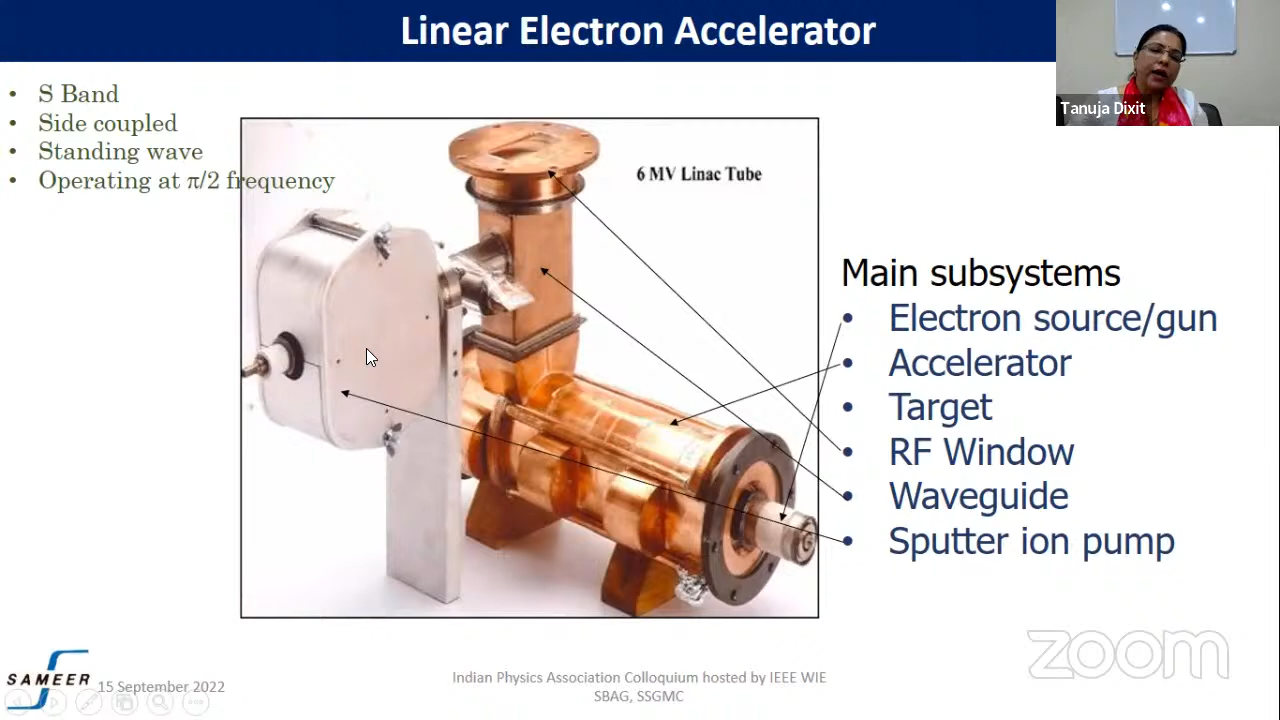 Linear Electron Accelerator
Tanuja Dixit
• S Band
• Side coupled
• Standing wave
• Operating at π/2 frequency
6 MV Linac Tube
Main subsystems
• Electron source/gun
• Accelerator
• Target
• RF Window
• Waveguide
• Sputter ion pump
zoom
SAMEER
15 September 2022
Indian Physics Association Colloquium hosted by IEEE WIE
SBAG, SSGMC